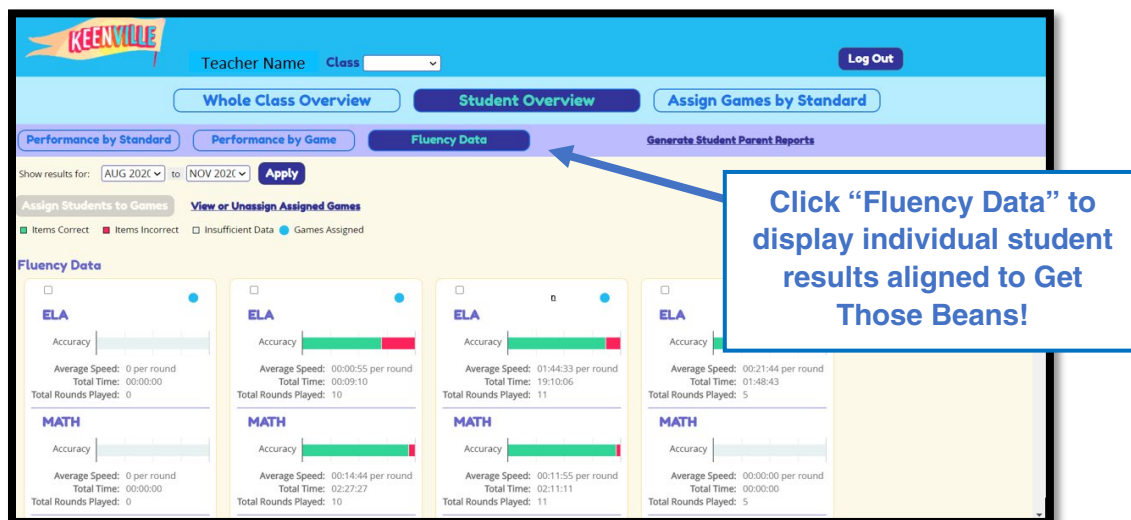 KEENVILLE
Teacher Name Class
Log Out
Whole Class Overview Student Overview Assign Games by Standard
Performance by Standard Performance by Game Fluency Data Generate Student Parent Reports
Show results for: AUG 202( to NOV 202( Apply
Assign Students to Games View or Unassign Assigned Games
Items Correct Items Incorrect Insufficient Data Games Assigned
Click “Fluency Data” to
display individual student
results aligned to Get
Those Beans!
Fluency Data
ELA
Accuracy
Average Speed: 0 per round
Total Time: 00:00:00
Total Rounds Played: 0
MATH
Accuracy
Average Speed: 0 per round
Total Time: 00:00:00
Total Rounds Played: 0
ELA
Accuracy
Average Speed: 00:00:55 per round
Total Time: 00:09:10
Total Rounds Played: 10
MATH
Accuracy
Average Speed: 00:14:44 per round
Total Time: 02:27:27
Total Rounds Played: 10
ELA
Accuracy
Average Speed: 01:44:33 per round
Total Time: 19:10:06
Total Rounds Played: 11
MATH
Accuracy
Average Speed: 00:11:55 per round
Total Time: 02:11:11
Total Rounds Played: 11
ELA
Accuracy
Average Speed: 00:21:44 per round
Total Time: 01:48:43
Total Rounds Played: 5
MATH
Accuracy
Average Speed: 00:00:00 per round
Total Time: 00:00:00
Total Rounds Played: 5